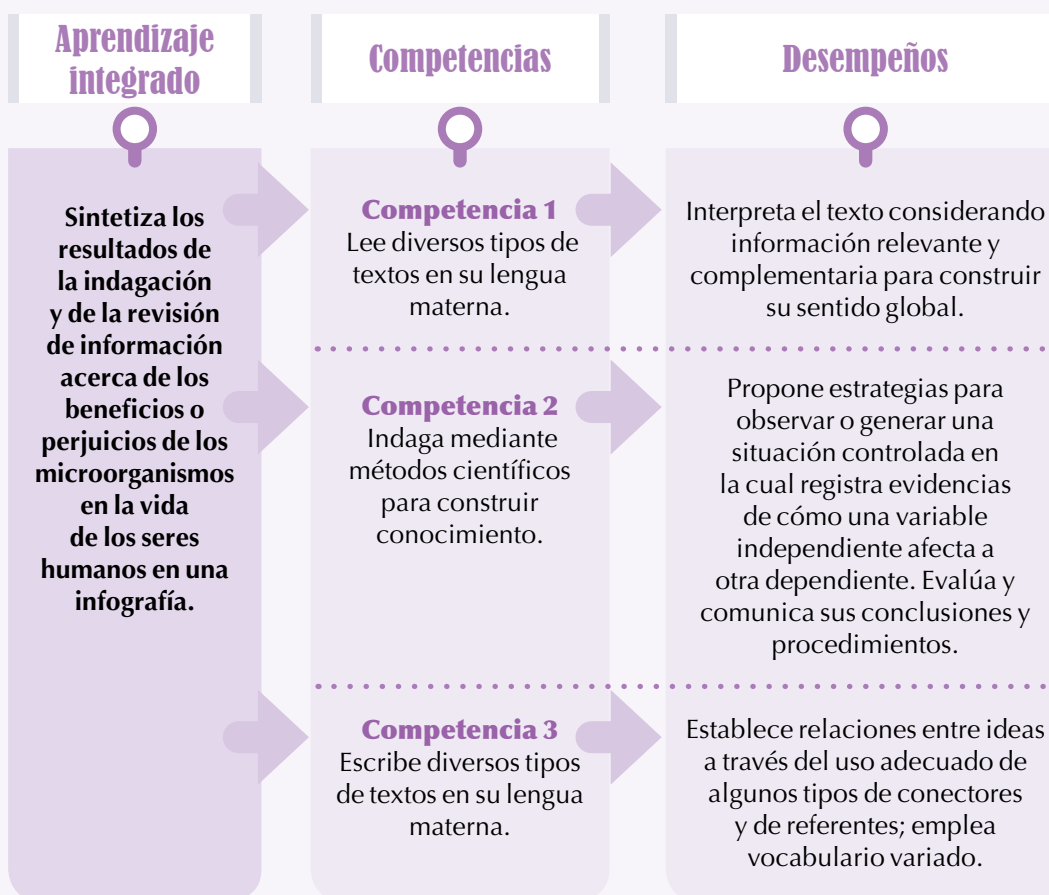 Aprendizaje
integrado
Competencias
Desempeños
Sintetiza los
resultados de
la indagación
y de la revisión
de información
acerca de los
beneficios o
perjuicios de los
microorganismos
en la vida
de los seres
humanos en una
infografía.
Competencia 1
Lee diversos tipos de
textos en su lengua
materna.
Interpreta el texto considerando
información relevante y
complementaria para construir
su sentido global.
Competencia 2
Indaga mediante
métodos científicos
para construir
conocimiento.
Propone estrategias para
observar o generar una
situación controlada en
la cual registra evidencias
de cómo una variable
independiente afecta a
otra dependiente. Evalúa y
comunica sus conclusiones y
procedimientos.
Competencia 3
Escribe diversos tipos
de textos en su lengua
materna.
Establece relaciones entre ideas
a través del uso adecuado de
algunos tipos de conectores
y de referentes; emplea
vocabulario variado.